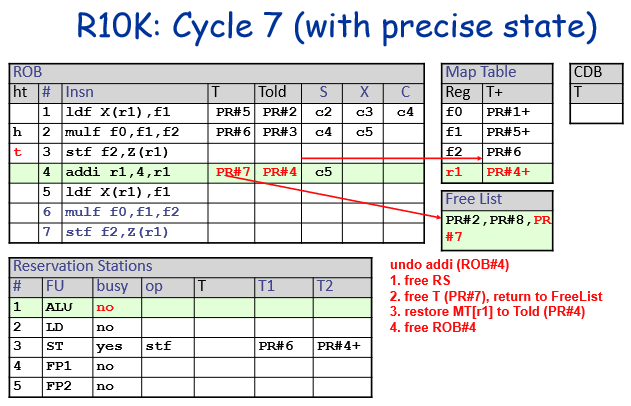 R10K: Cycle 7 (with precise state)
ROB
ht # Insn T Told S X C
1 ldf X(r1),f1 PR#5 PR#2 c2 c3 c4
h 2 mulf f0,f1,f2 PR#6 PR#3 c4 c5
t 3 stf f2,Z(r1)
4 addi r1,4,r1 PR#7 PR#4 c5
5 ldf X(r1),f1
6 mulf f0,f1,f2
7 stf f2,Z(r1)
Map Table
Reg T+
f0 PR#1+
f1 PR#5+
f2 PR#6
r1 PR#4+
CDB
T
Free List
PR#2,PR#8,PR
#7
Reservation Stations
# FU busy op T T1 T2
1 ALU no
2 LD no
3 ST yes stf PR#6 PR#4+
4 FP1 no
5 FP2 no
undo addi (ROB#4)
1. free RS
2. free T (PR#7), return to FreeList
3. restore MT[r1] to Told (PR#4)
4. free ROB#4